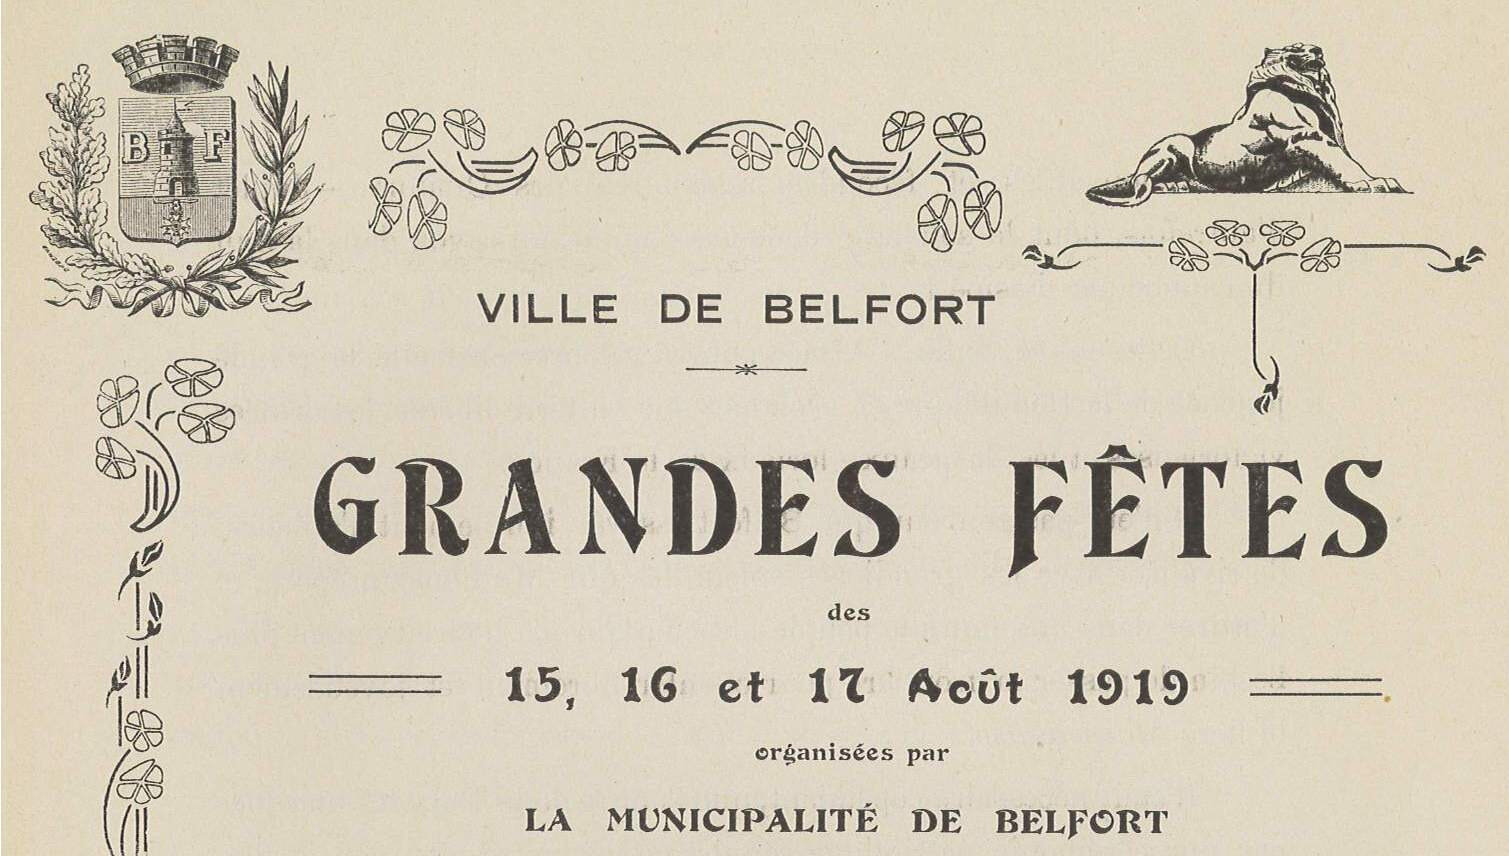 B F
VILLE DE BELFORT
GRANDES FÊTES
des
15, 16 et 17 Août 1919
organisées par
LA MUNICIPALITÉ DE BELFORT